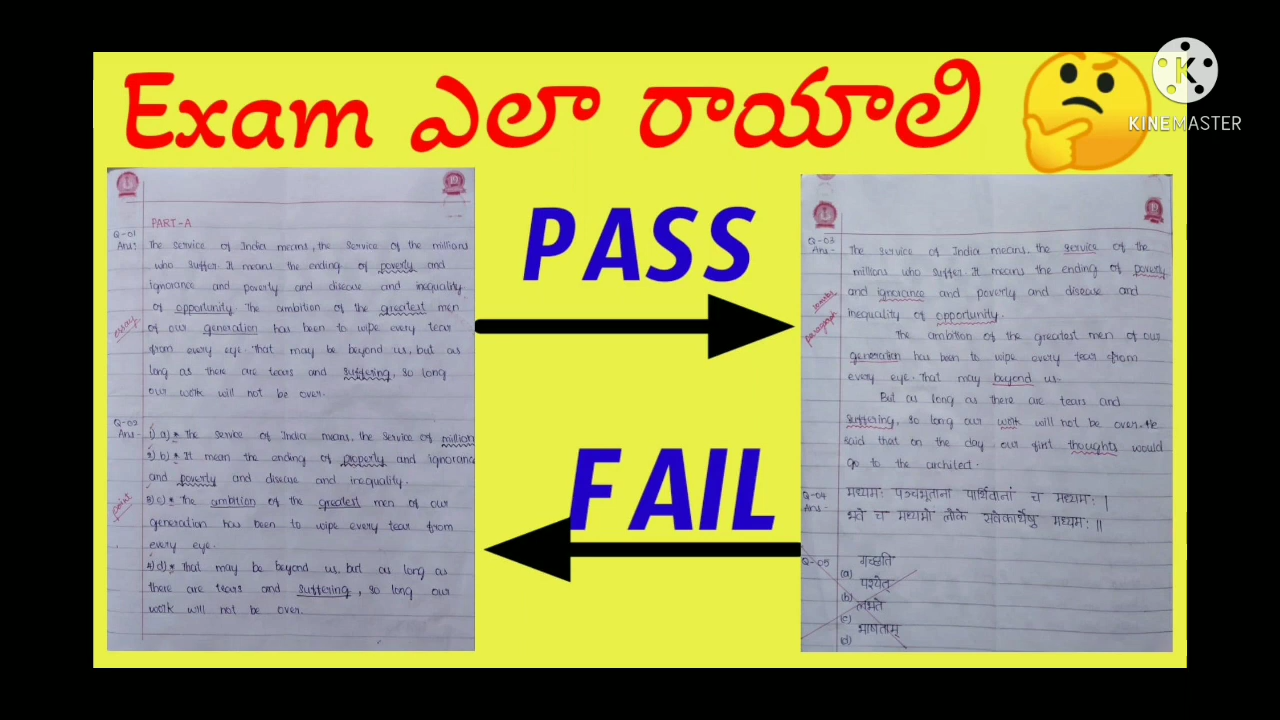 Exam ఎలా రాయాలి
KINEMASTER
PASS
FAIL
PART-A
Q-01
Ans:
The service of India means, the service of the millions
who suffer. It means the ending of poverty and
ignorance and poverty and disease and inequality
of opportunity. The ambition of the greatest men
of our generation has been to wipe every tear
from every eye. That may be beyond us, but as
long as there are tears and suffering, so long
our work will not be over.
essay
Q-02
Ans-
1) a) * The service of India means, the service of million
2) b) * It mean the ending of property and ignorance
and poverty and disease and inequality.
3) c) * The ambition of the greatest men of our
generation has been to wipe every tear from
every eye.
4) d) * That may be beyond us, but as long as
there are tears and suffering, so long our
work will not be over.
point
19
Q-03
Ans-
The service of India means, the service of the
millions who suffer. It means the ending of poverty
and ignorance and poverty and disease and
inequality of opportunity.
The ambition of the greatest men of our
generation has been to wipe every tear from
every eye. That may beyond us.
But as long as there are tears and
suffering, so long our work will not be over. He
said that on the day our first thoughts would
go to the architect.
paragraph
Q-04
Ans-
मध्यमः पञ्चभूतानां पार्थिवानां च मध्यमः |
भवे च मध्यमो लोके सवेकार्थेषु मध्यमः ||
Q-05
(a) गच्छति
(b) पश्येत्
(c) लभते
(d) भाषताम्